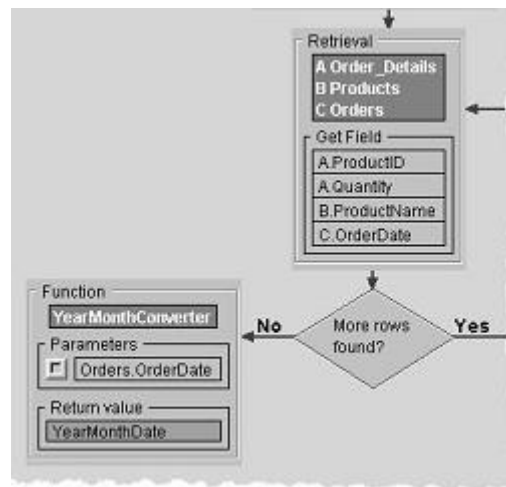 Retrieval
A Order_Details
B Products
C Orders
Get Field
A.ProductID
A.Quantity
B.ProductName
C.OrderDate
Function
YearMonthConverter
Parameters
Orders.OrderDate
Return value
YearMonthDate
No
More rows
found?
Yes